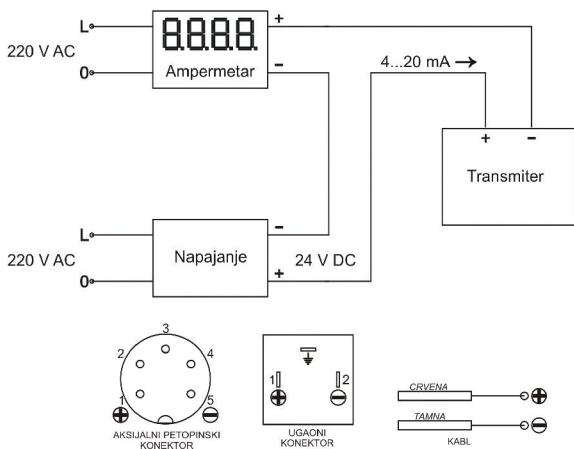 L
220 V AC
0
8.8.8.8.
Ampermetar
+
−
4...20 mA →
+ −
Transmiter
L
220 V AC
0
Napajanje
−
+
24 V DC
3
2
4
1
5
+
−
AKSIJALNI PETOPINSKI
KONEKTOR
1
2
+
−
UGAONI
KONEKTOR
CRVENA
+
TAMNA
−
KABL